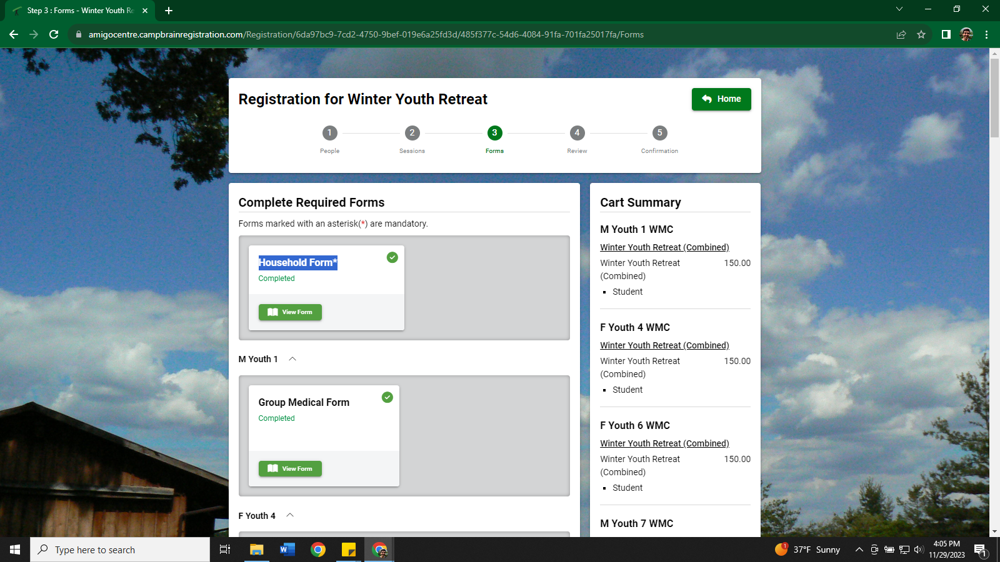 Step 3 : Forms - Winter Youth Re
amigocentre.campbrainregistration.com/Registration/6da97bc9-7cd2-4750-9bef-019e6a25fd3d/485f377c-54d6-4084-91fa-701fa25017fa/Forms
Registration for Winter Youth Retreat
Home
1 2 3 4 5
People Sessions Forms Review Confirmation
Complete Required Forms
Forms marked with an asterisk(*) are mandatory.
Household Form*
Completed
View Form
M Youth 1
Group Medical Form
Completed
View Form
F Youth 4
Cart Summary
M Youth 1 WMC
Winter Youth Retreat (Combined)
Winter Youth Retreat 150.00
(Combined)
Student
F Youth 4 WMC
Winter Youth Retreat (Combined)
Winter Youth Retreat 150.00
(Combined)
Student
F Youth 6 WMC
Winter Youth Retreat (Combined)
Winter Youth Retreat 150.00
(Combined)
Student
M Youth 7 WMC
Type here to search
1
37°F Sunny
4:05 PM
11/29/2023
1